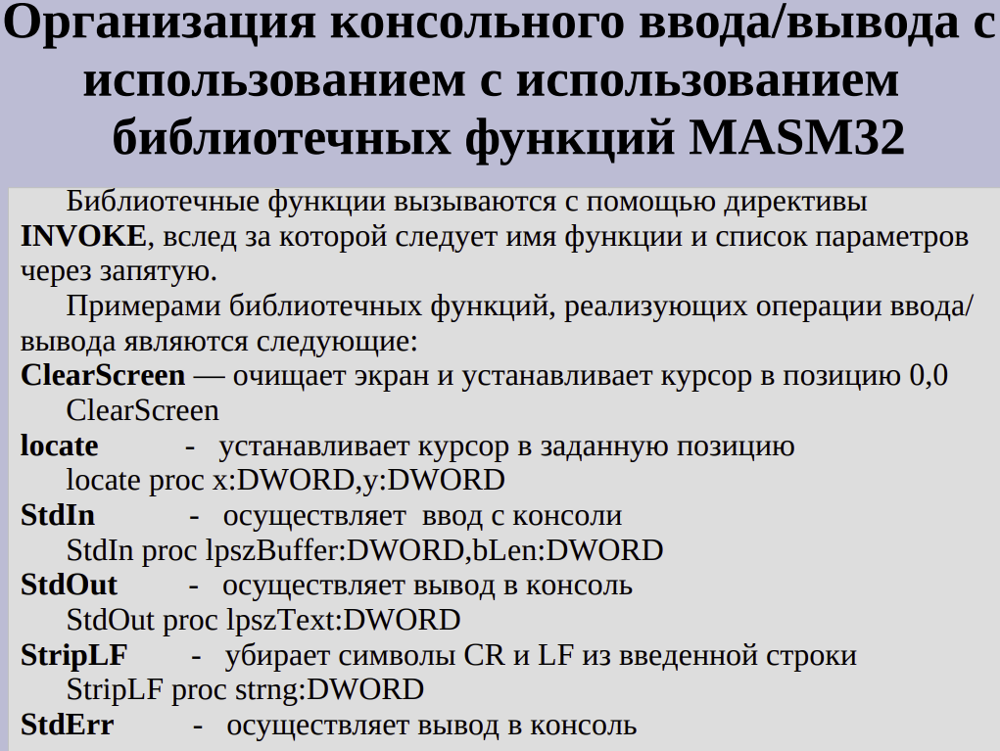 Организация консольного ввода/вывода с
использованием с использованием
библиотечных функций MASM32
Библиотечные функции вызываются с помощью директивы
INVOKE, вслед за которой следует имя функции и список параметров
через запятую.
Примерами библиотечных функций, реализующих операции ввода/
вывода являются следующие:
ClearScreen — очищает экран и устанавливает курсор в позицию 0,0
ClearScreen
locate - устанавливает курсор в заданную позицию
locate proc x:DWORD,y:DWORD
StdIn - осуществляет ввод с консоли
StdIn proc lpszBuffer:DWORD,bLen:DWORD
StdOut - осуществляет вывод в консоль
StdOut proc lpszText:DWORD
StripLF - убирает символы CR и LF из введенной строки
StripLF proc strng:DWORD
StdErr - осуществляет вывод в консоль